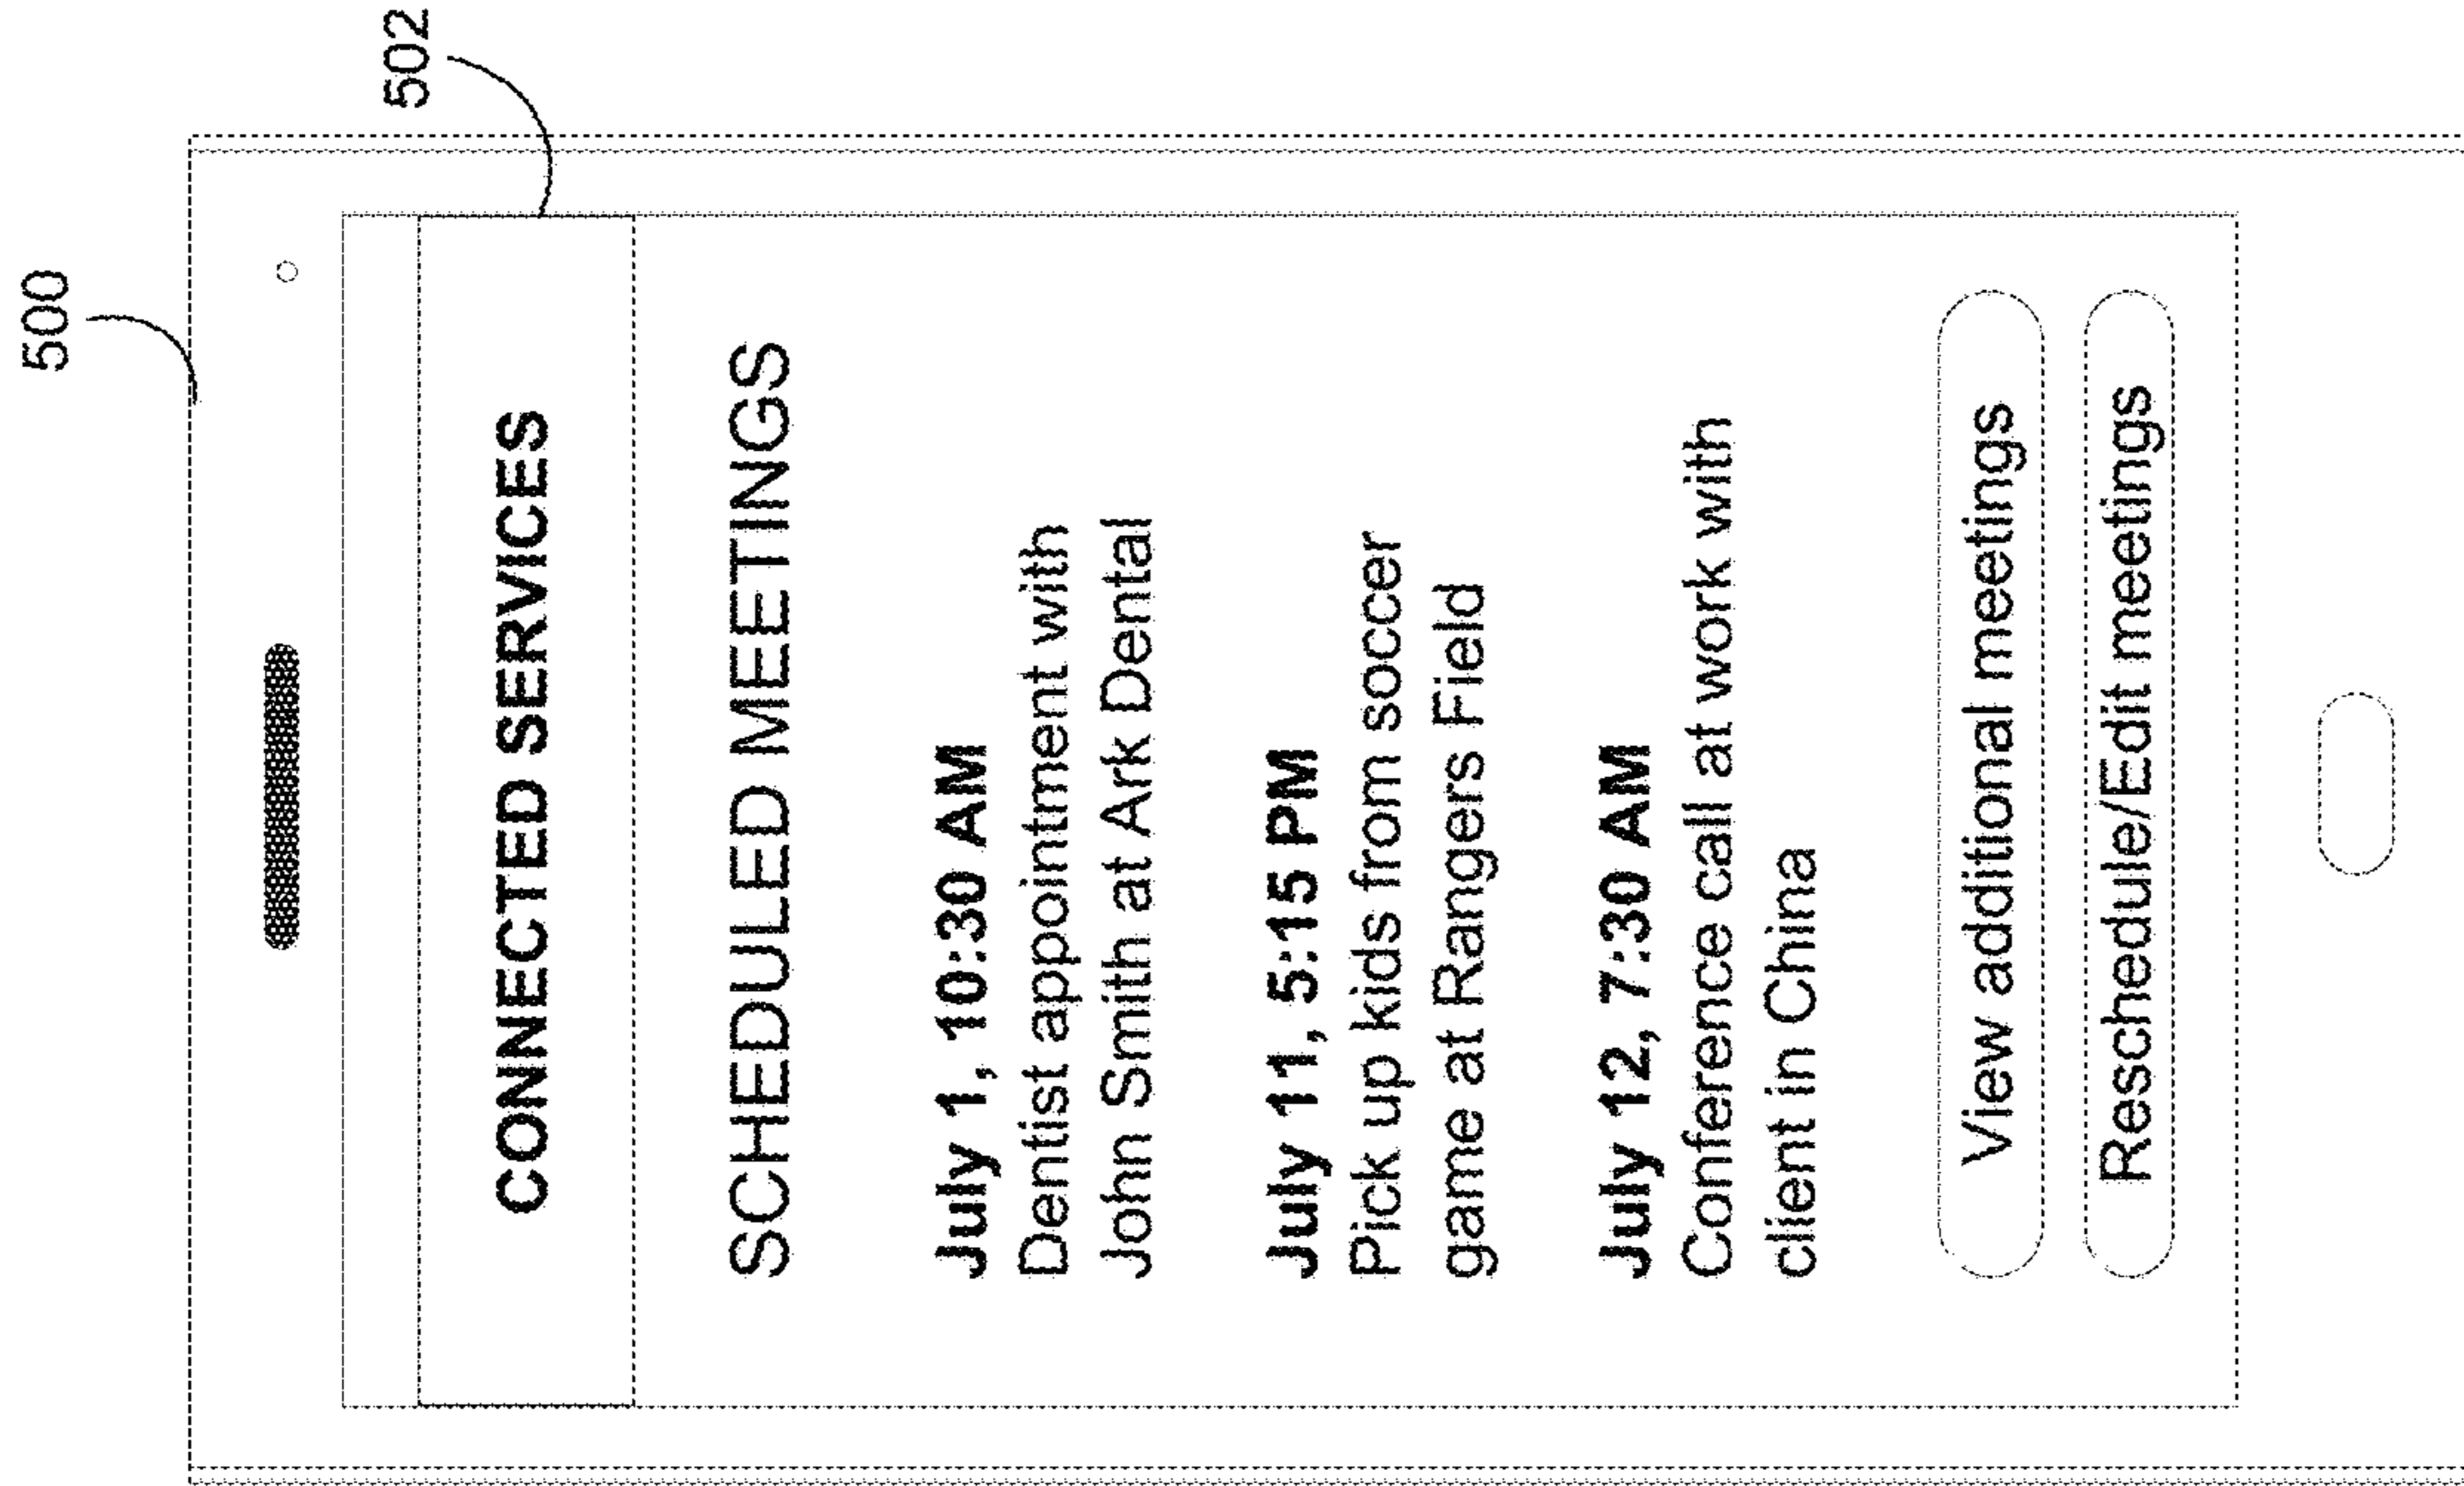 500
502
CONNECTED SERVICES
SCHEDULED MEETINGS
July 1, 10:30 AM
Dentist appointment with
John Smith at Ark Dental
July 11, 5:15 PM
Pick up kids from soccer
game at Rangers Field
July 12, 7:30 AM
Conference call at work with
client in China
View additional meetings
Reschedule/Edit meetings